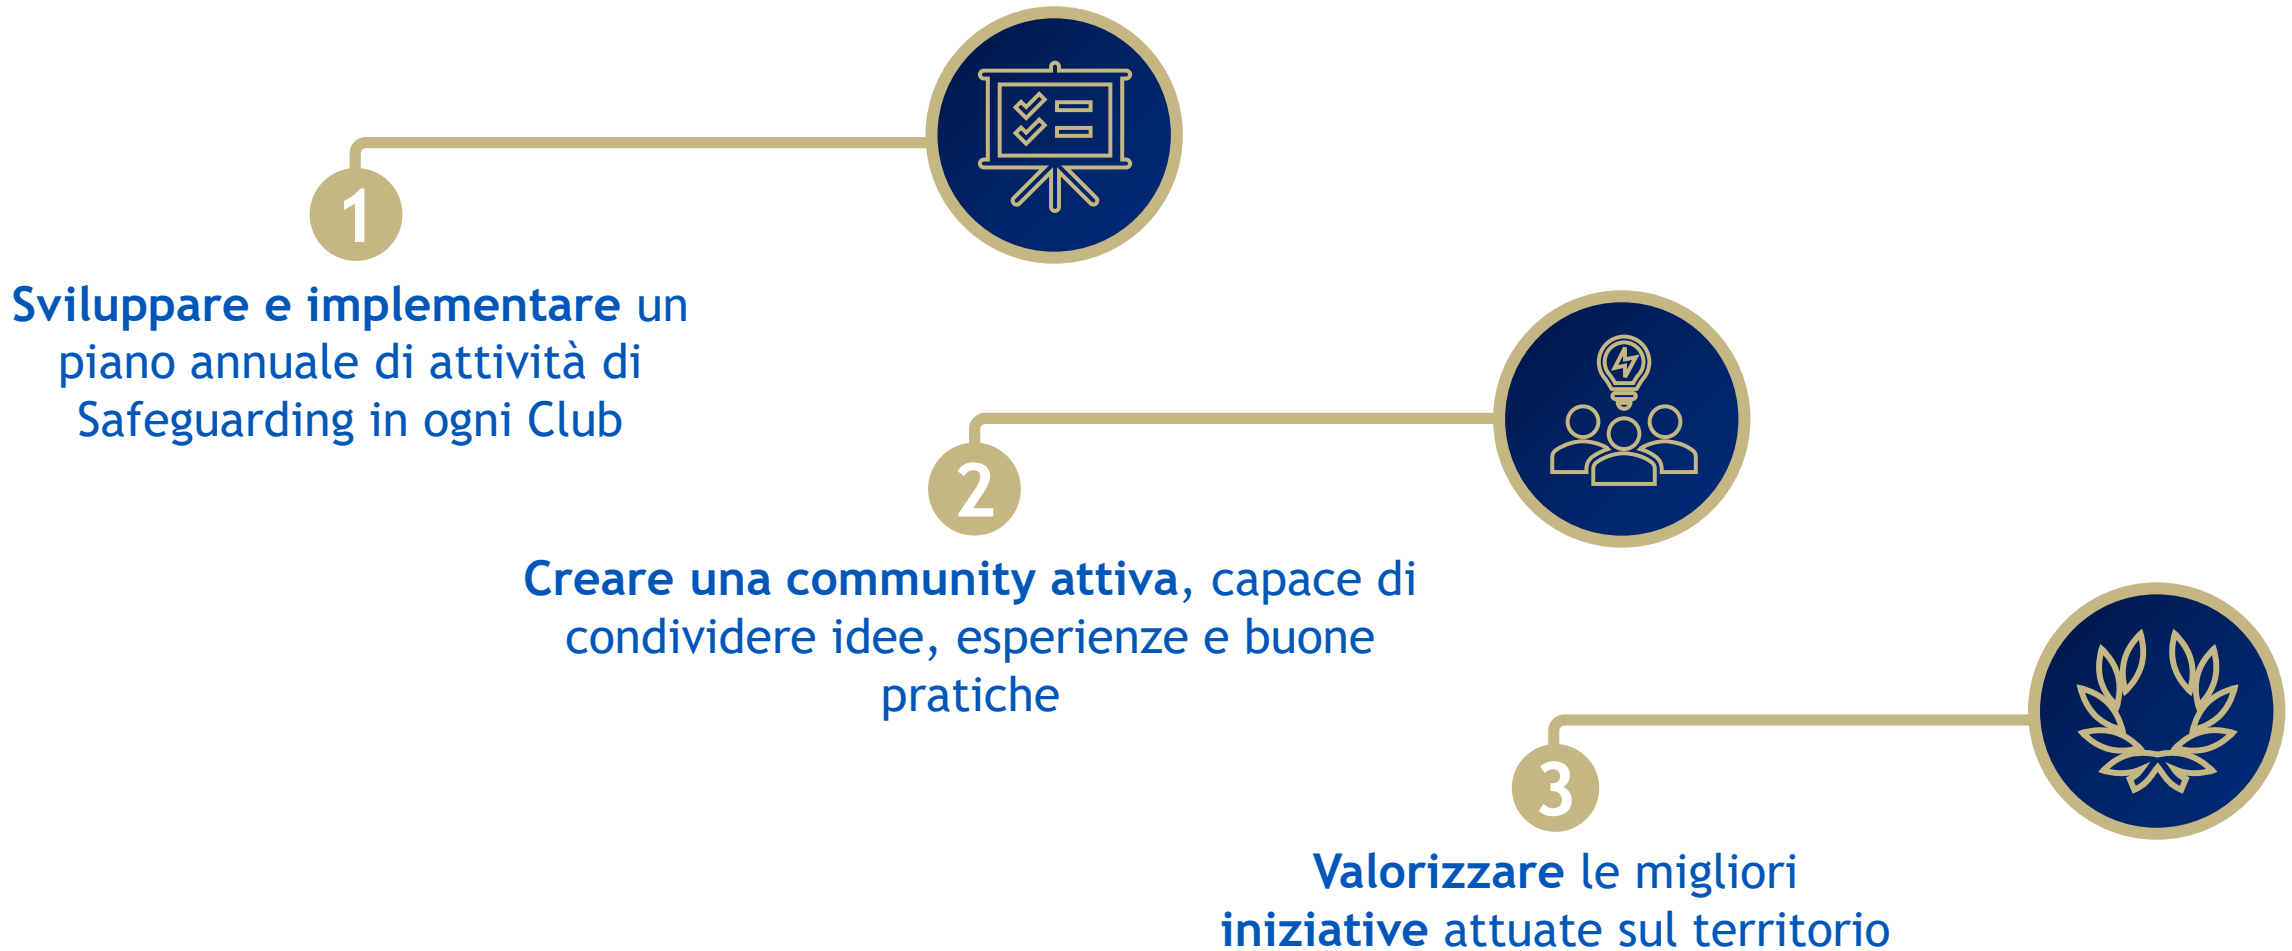 1
Sviluppare e implementare un
piano annuale di attività di
Safeguarding in ogni Club
2
Creare una community attiva, capace di
condividere idee, esperienze e buone
pratiche
3
Valorizzare le migliori
iniziative attuate sul territorio